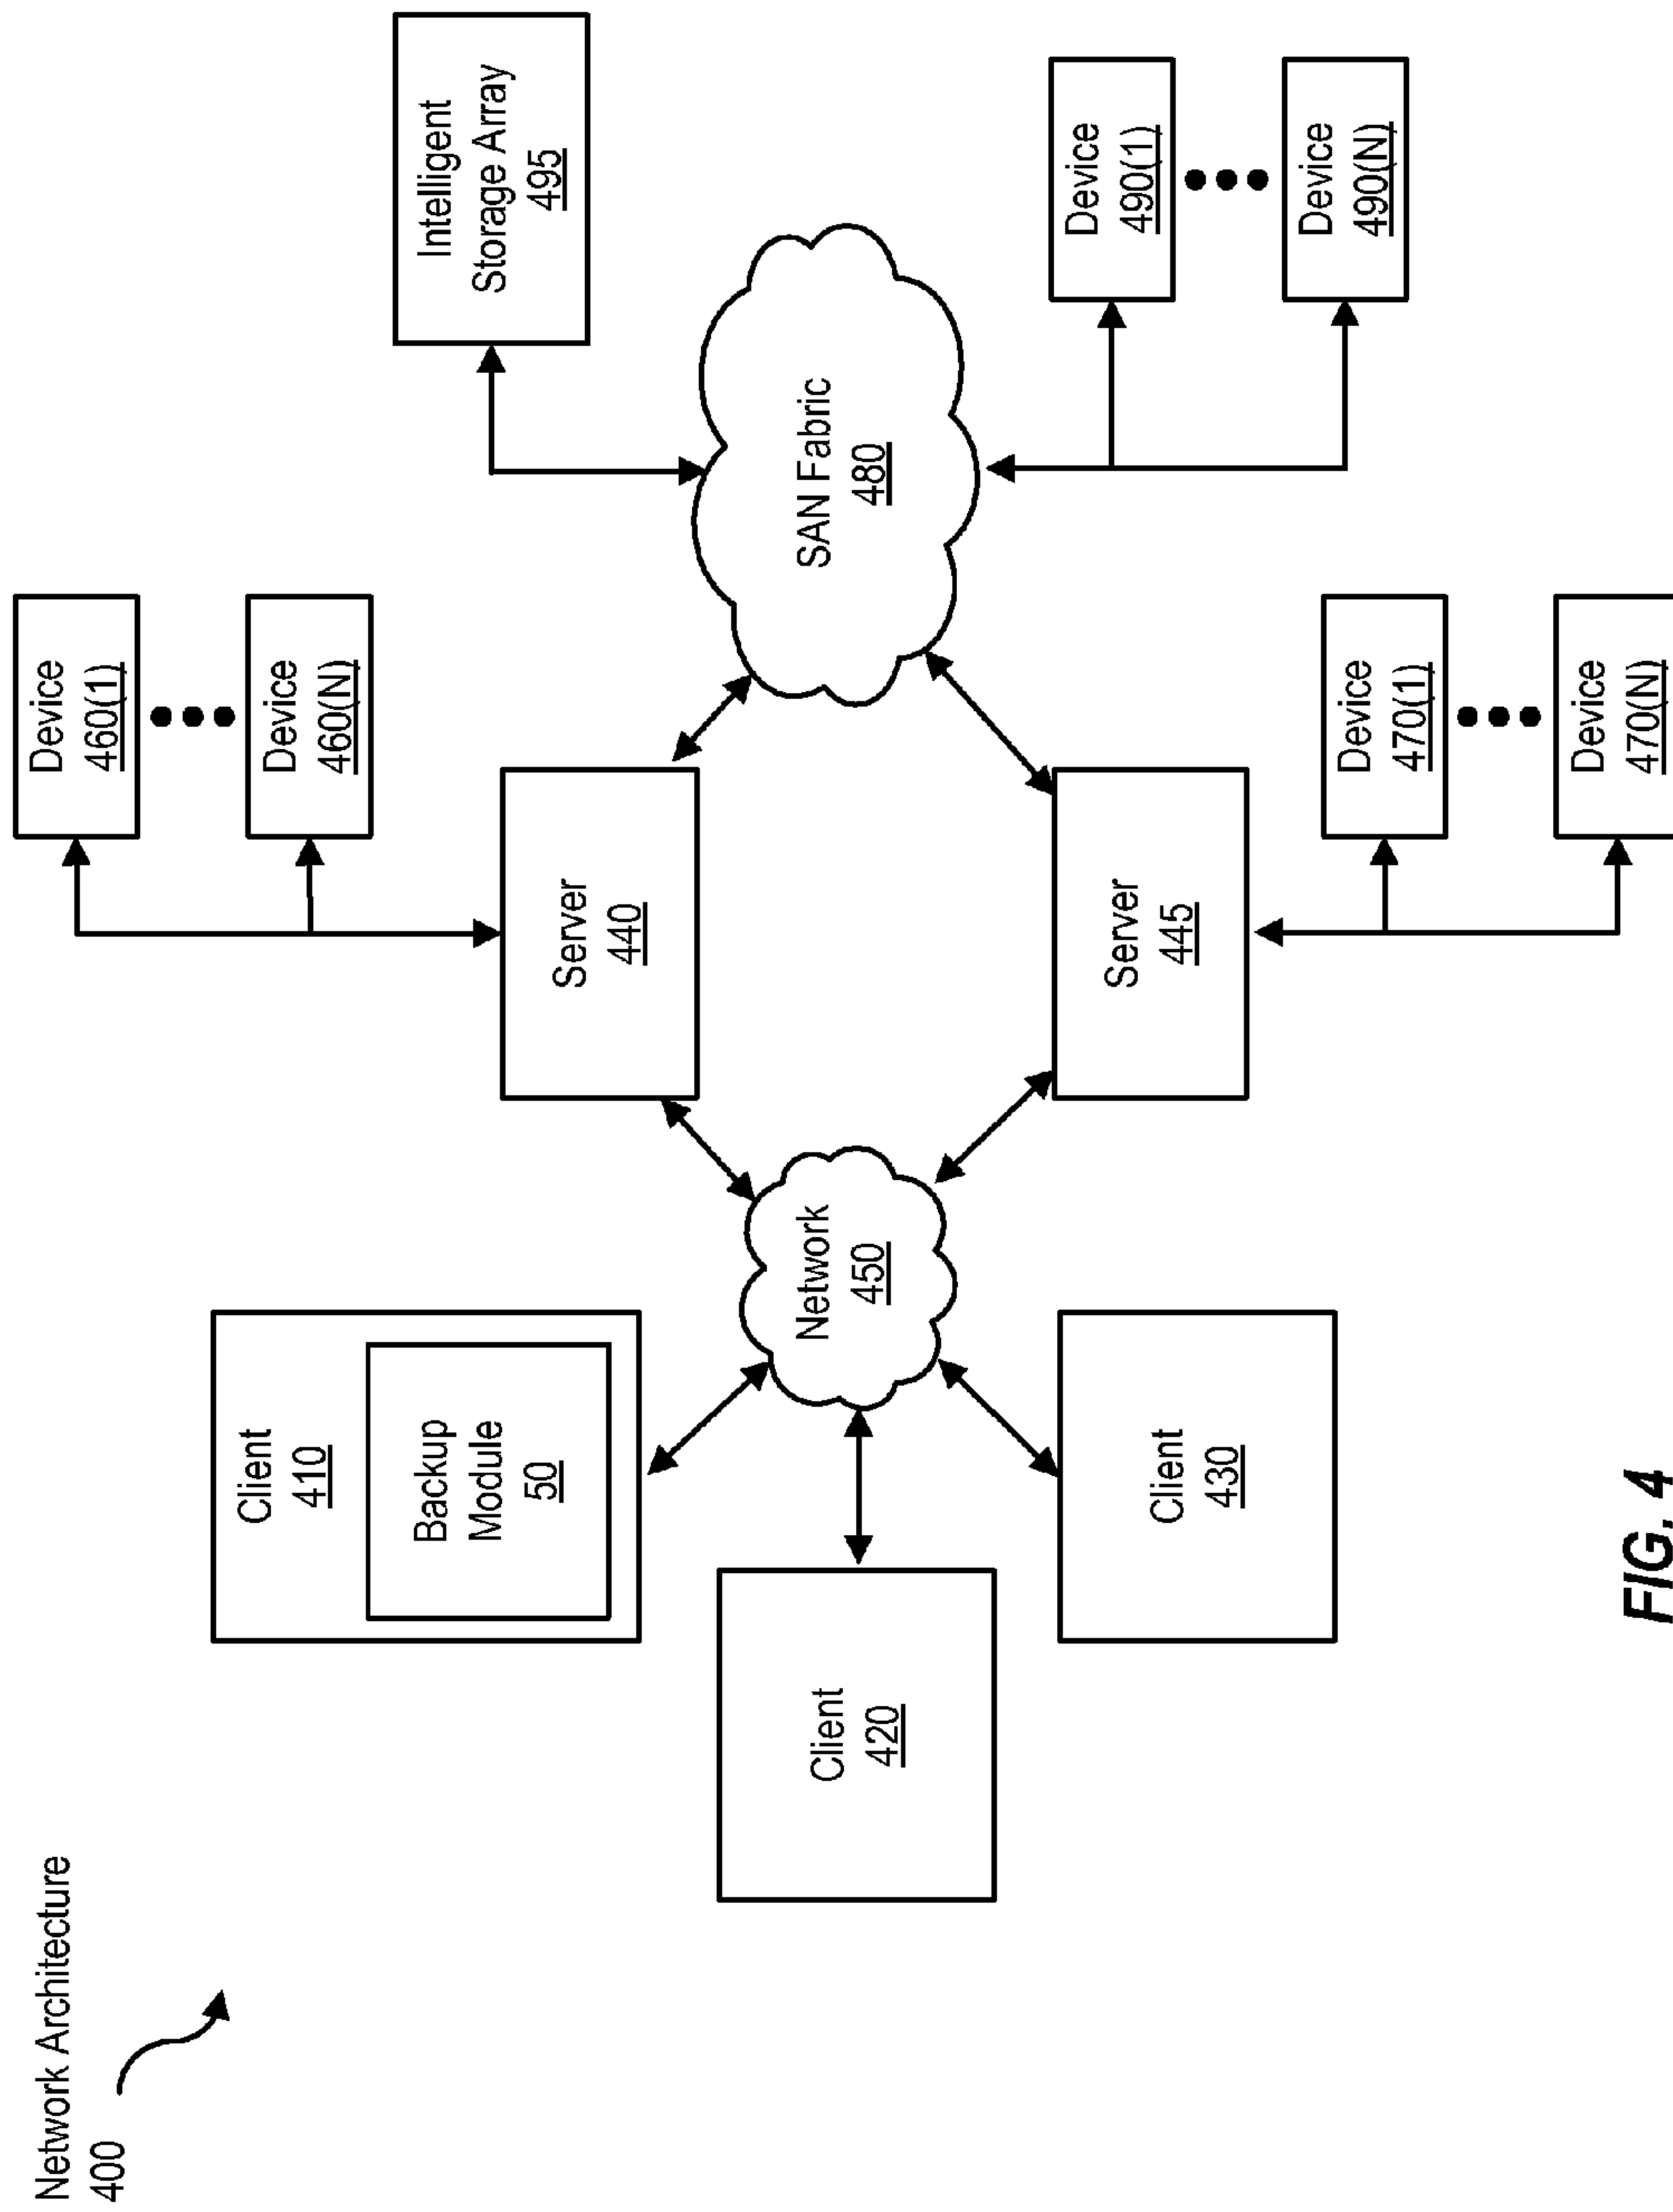 Network Architecture
400
Client
410
Backup
Module
50
Client
420
Client
430
Network
450
Server
440
Server
445
Device
460(1)
Device
460(N)
Device
470(1)
Device
470(N)
SAN Fabric
480
Intelligent
Storage Array
495
Device
490(1)
Device
490(N)
FIG. 4